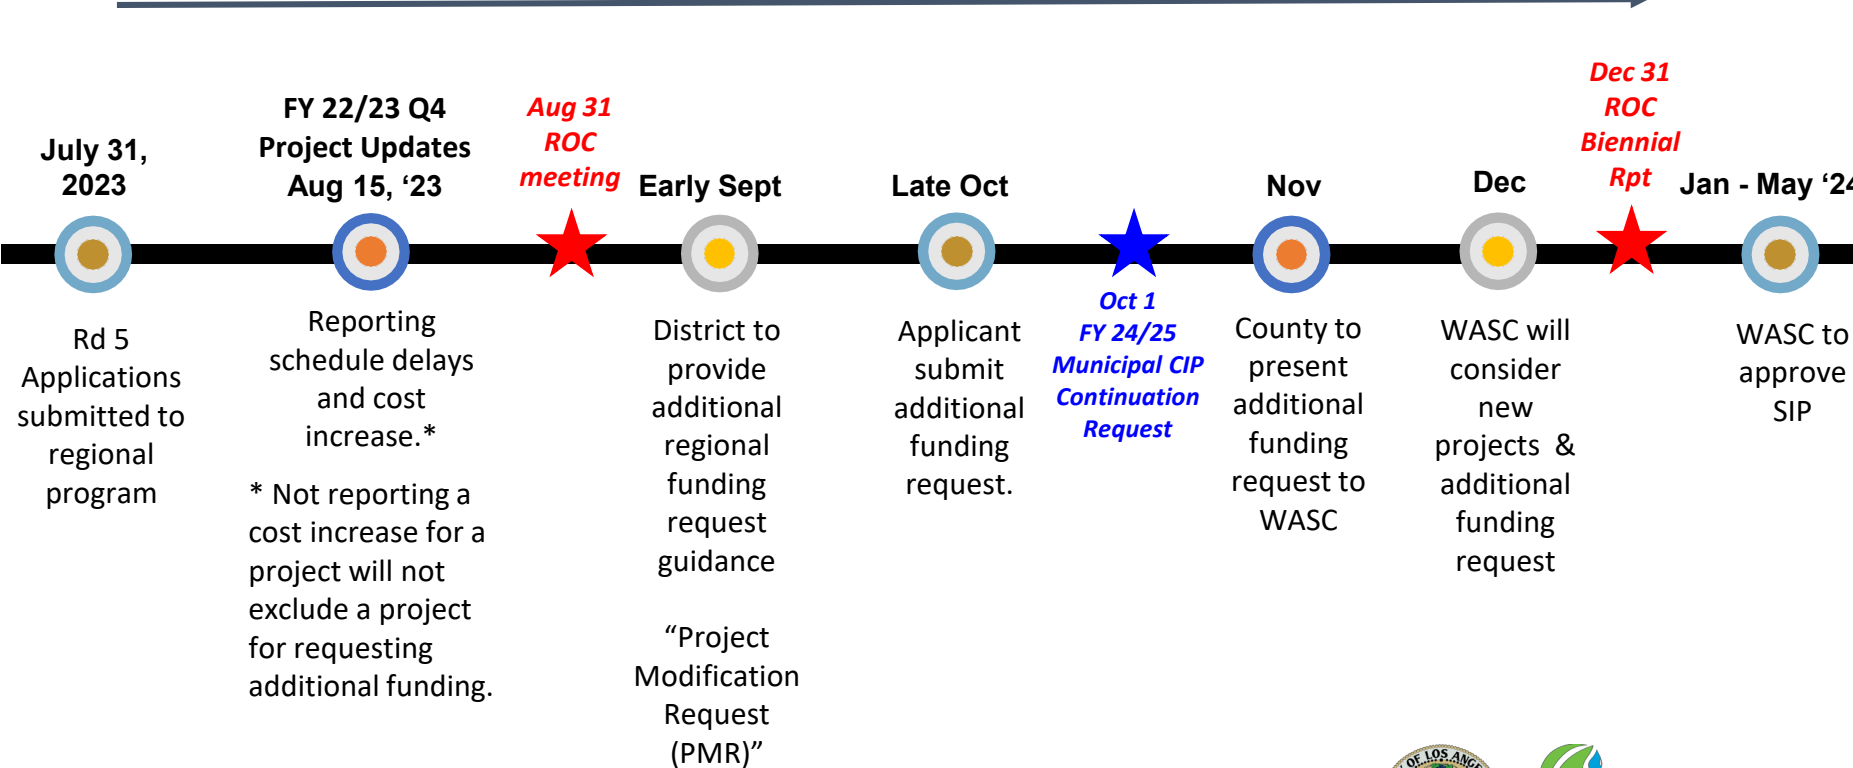 July 31,
2023
Rd 5
Applications
submitted to
regional
program
FY 22/23 Q4
Project Updates
Aug 15, ‘23
Reporting
schedule delays
and cost
increase.*
* Not reporting a
cost increase for a
project will not
exclude a project
for requesting
additional funding.
Aug 31
ROC
meeting
Early Sept
District to
provide
additional
regional
funding
request
guidance
“Project
Modification
Request
(PMR)”
Late Oct
Applicant
submit
additional
funding
request.
Oct 1
FY 24/25
Municipal CIP
Continuation
Request
Nov
County to
present
additional
funding
request to
WASC
Dec
WASC will
consider
new
projects &
additional
funding
request
Dec 31
ROC
Biennial
Rpt
Jan - May ‘24
WASC to
approve
SIP
OF LOS ANGE